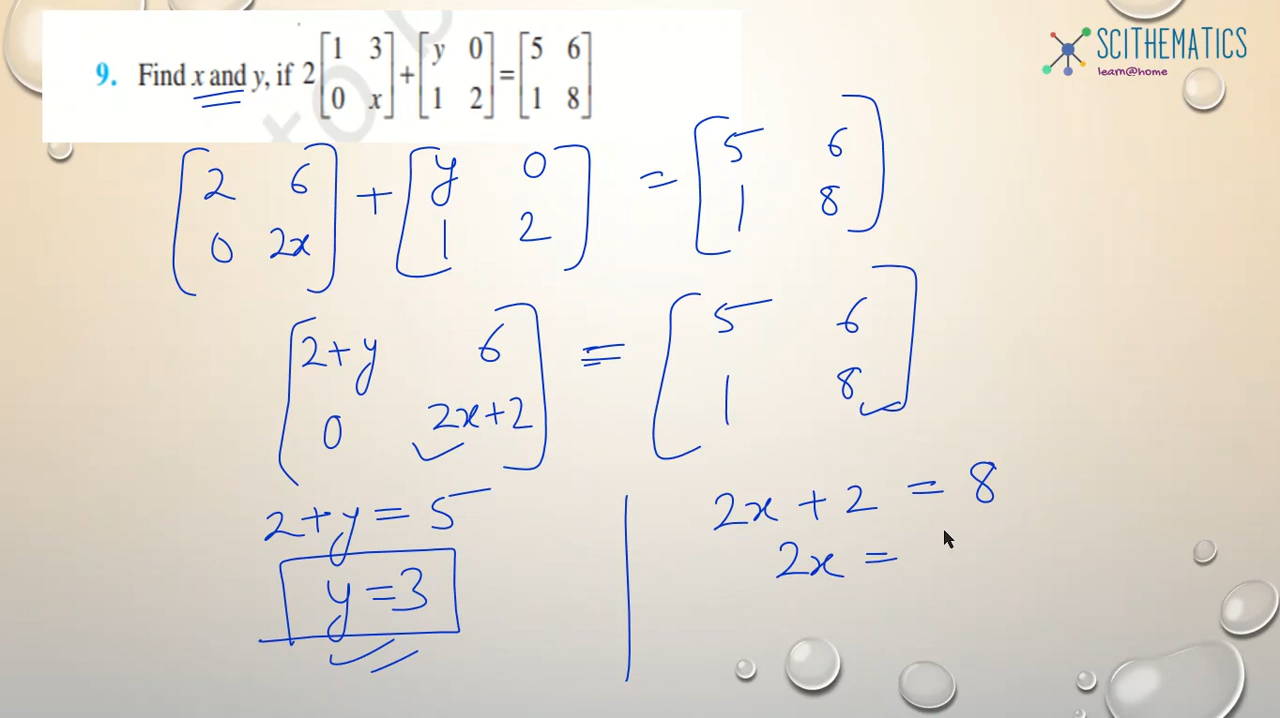 SCITHEMATICS
learn@home
9. Find x and y, if 2 [1 3; 0 x] + [y 0; 1 2] = [5 6; 1 8]
[2 6; 0 2x] + [y 0; 1 2] = [5 6; 1 8]
[2+y 6; 0 2x+2] = [5 6; 1 8]
2+y = 5
y = 3
2x + 2 = 8
2x =